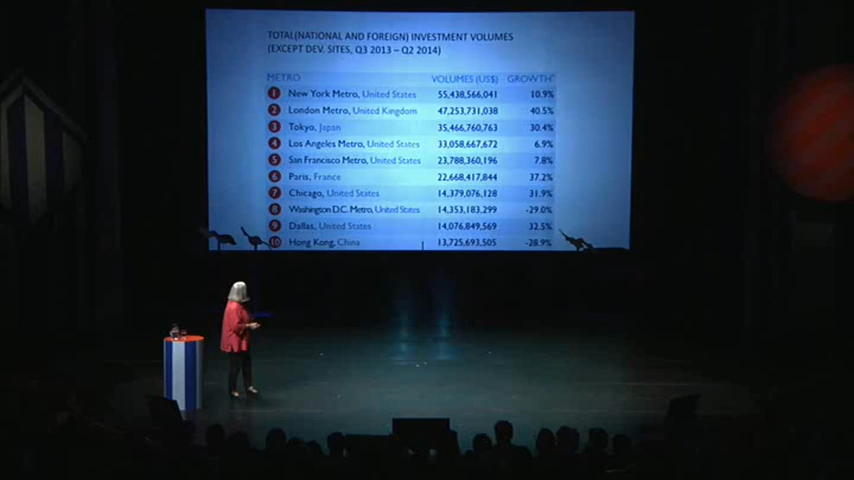 TOTAL(NATIONAL AND FOREIGN) INVESTMENT VOLUMES
(EXCEPT DEV. SITES, Q3 2013 – Q2 2014)
METRO VOLUMES (US$) GROWTH
1 New York Metro, United States 55,438,566,041 10.9%
2 London Metro, United Kingdom 47,253,731,038 40.5%
3 Tokyo, Japan 35,466,760,763 30.4%
4 Los Angeles Metro, United States 33,058,667,672 6.9%
5 San Francisco Metro, United States 23,788,360,196 7.8%
6 Paris, France 22,668,417,844 37.2%
7 Chicago, United States 14,379,076,128 31.9%
8 Washington D.C. Metro, United States 14,353,183,299 -29.0%
9 Dallas, United States 14,076,849,569 32.5%
10 Hong Kong, China 13,725,693,505 -28.9%